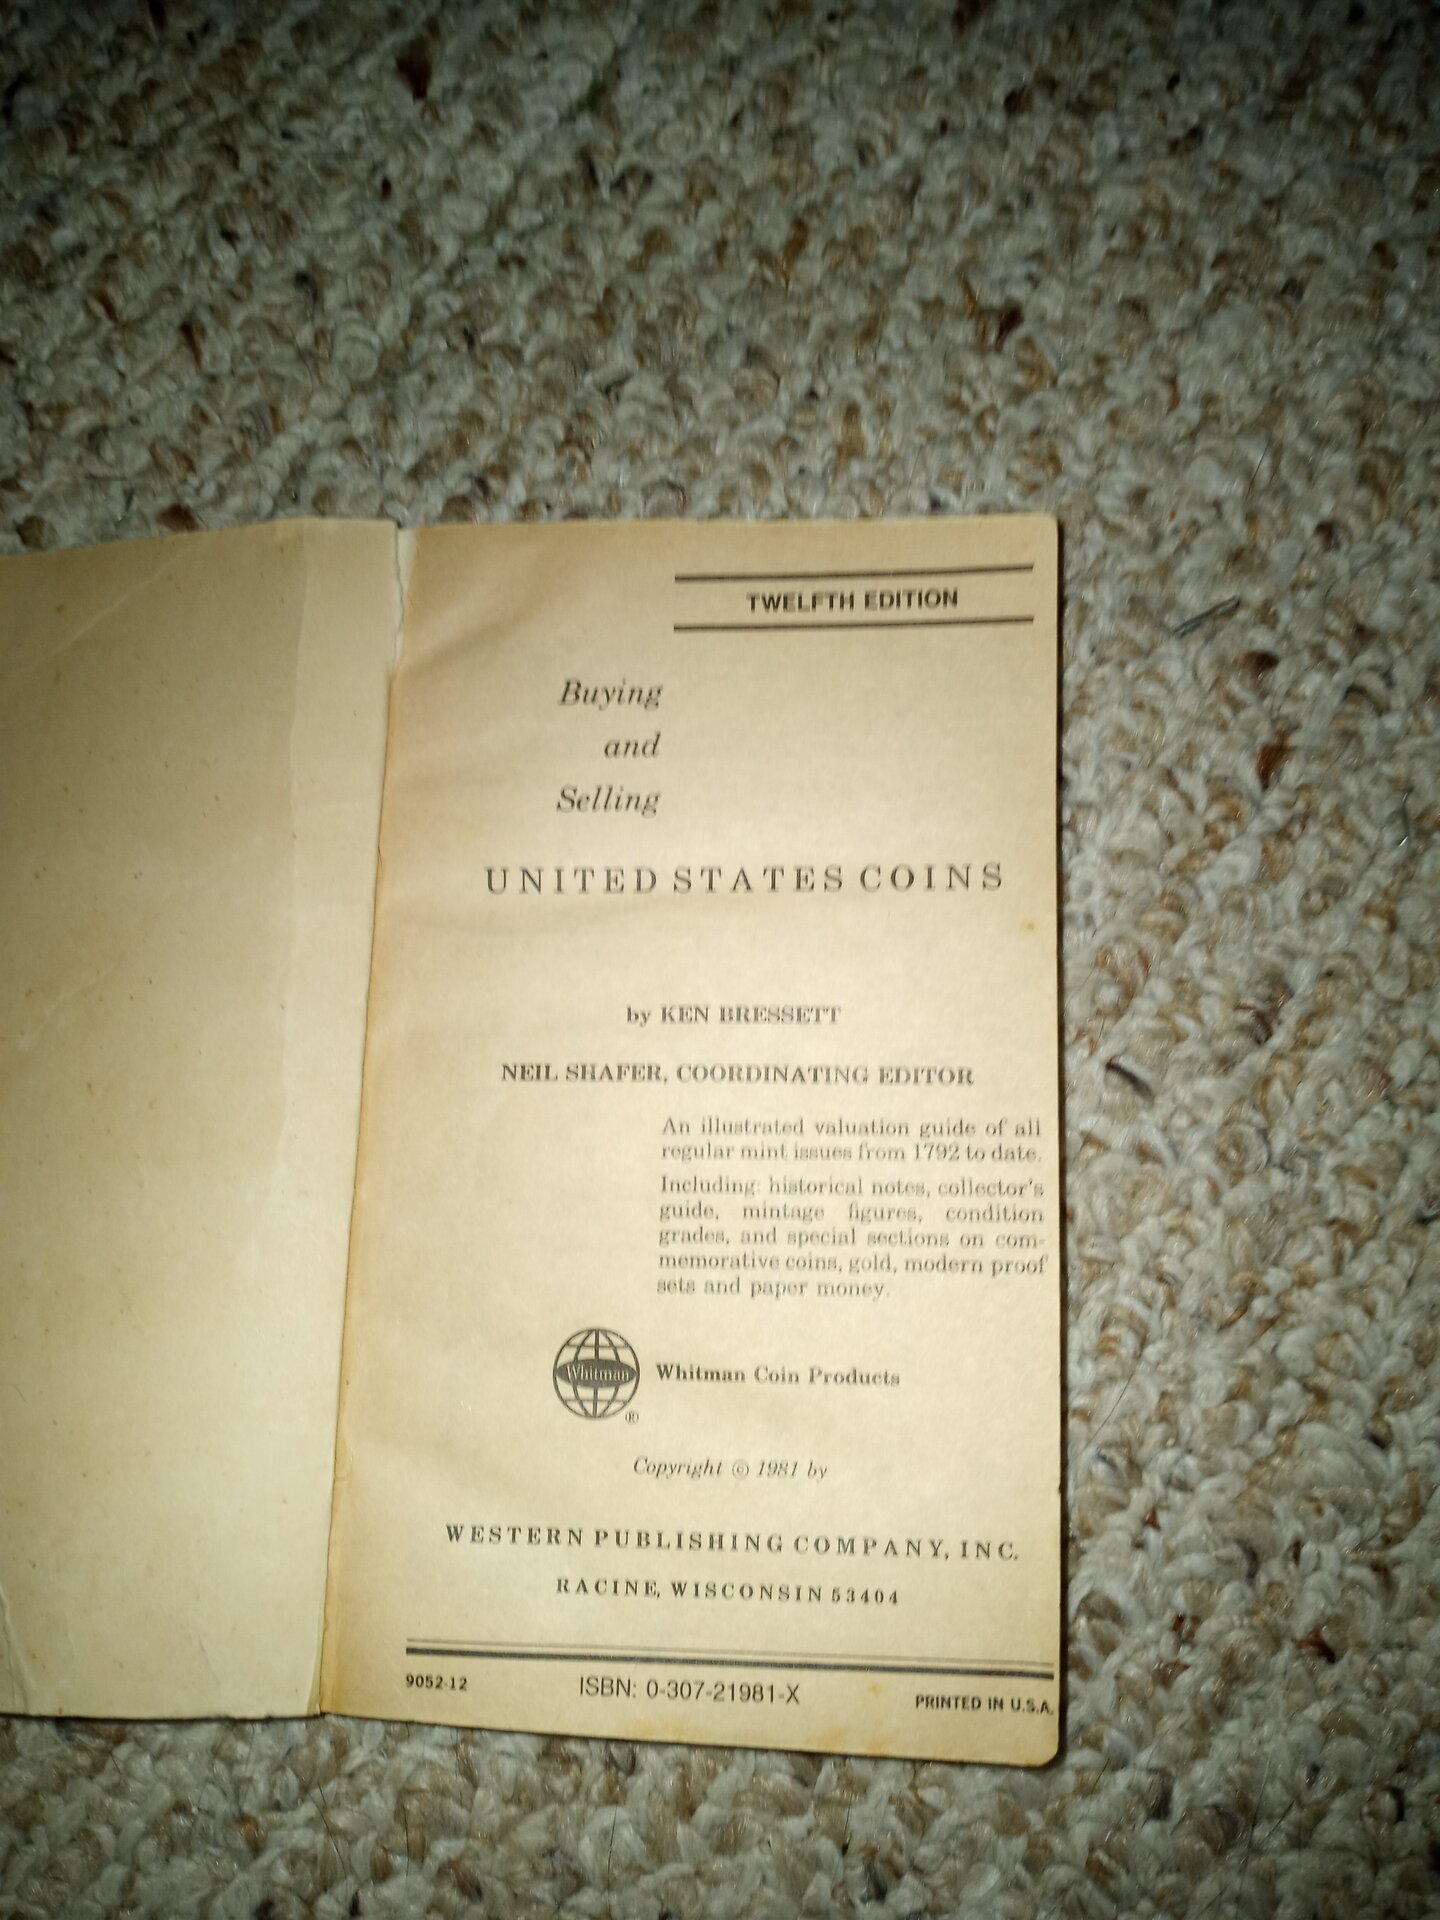 TWELFTH EDITION
Buying
and
Selling
UNITED STATES COINS
by KEN BRESSETT
NEIL SHAFER, COORDINATING EDITOR
An illustrated valuation guide of all
regular mint issues from 1792 to date.
Including: historical notes, collector's
guide, mintage figures, condition
grades, and special sections on com-
memorative coins, gold, modern proof
sets and paper money.
Whitman ® Whitman Coin Products
Copyright © 1981 by
WESTERN PUBLISHING COMPANY, INC.
RACINE, WISCONSIN 53404
9052-12 ISBN: 0-307-21981-X PRINTED IN U.S.A.